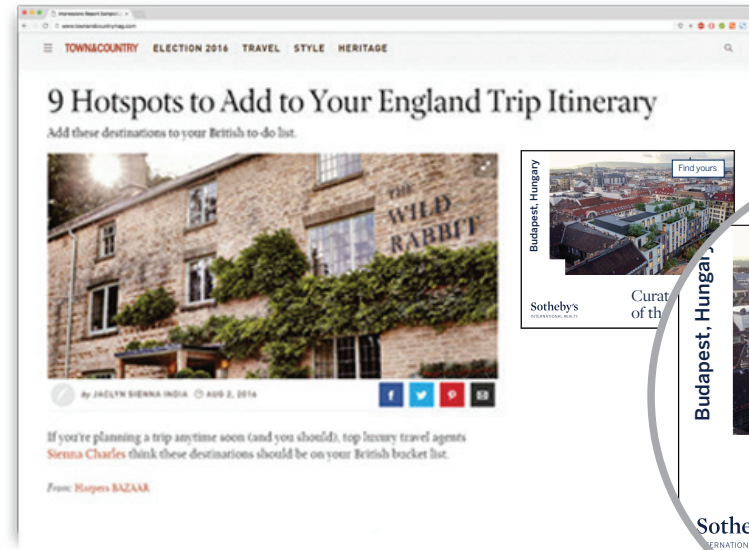 www.townandcountrymag.com
TOWN&COUNTRY ELECTION 2016 TRAVEL STYLE HERITAGE
9 Hotspots to Add to Your England Trip Itinerary
Add these destinations to your British to-do list.
THE
WILD
RABBIT
by JACLYN SIENNA INDIA AUG 2, 2016
If you're planning a trip anytime soon (and you should), top luxury travel agents
Sienna Charles think these destinations should be on your British bucket list.
From: Harpers BAZAAR
Budapest, Hungary
Find yours
Sotheby's
INTERNATIONAL REALTY
Curat
of th
Budapest, Hungary
Sothe
ERNATION